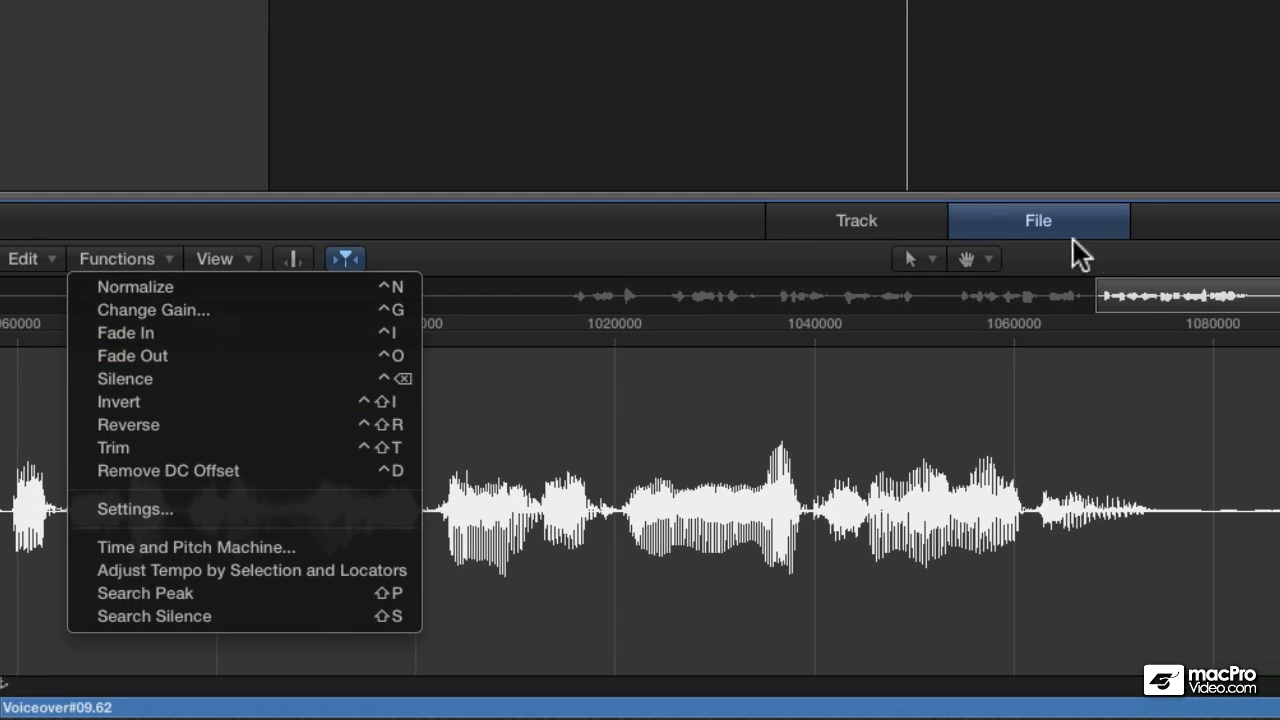 Track File
Edit Functions View
Normalize ^N
Change Gain... ^G
Fade In ^I
Fade Out ^O
Silence ^⌫
Invert ^⇧I
Reverse ^⇧R
Trim ^⇧T
Remove DC Offset ^D
Settings...
Time and Pitch Machine...
Adjust Tempo by Selection and Locators
Search Peak ⇧P
Search Silence ⇧S
1020000 1040000 1060000 1080000
Voiceover#09.62
macPro
Video.com